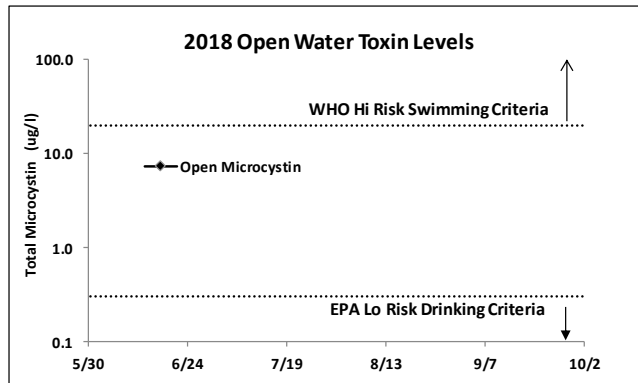 2018 Open Water Toxin Levels
Total Microcystin (ug/l)
100.0
10.0
1.0
0.1
WHO Hi Risk Swimming Criteria
Open Microcystin
EPA Lo Risk Drinking Criteria
5/30 6/24 7/19 8/13 9/7 10/2